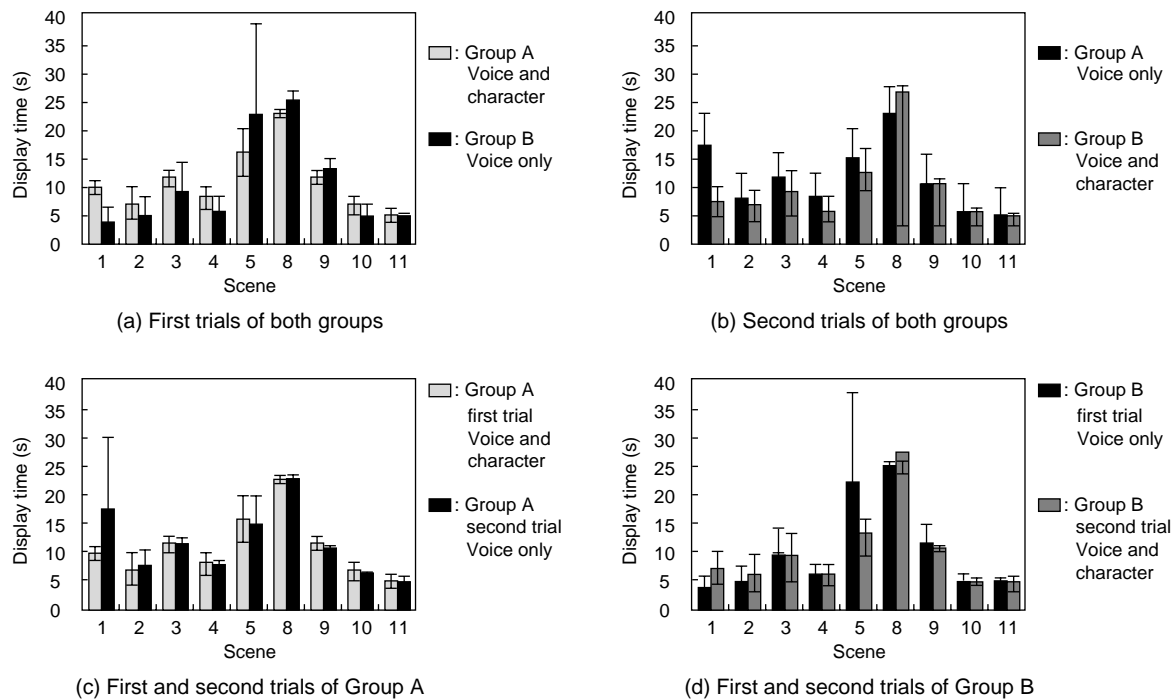 40
35
30
25
20
15
10
5
0
Display time (s)
1 2 3 4 5 8 9 10 11
Scene
: Group A
Voice and
character
: Group B
Voice only
(a) First trials of both groups
40
35
30
25
20
15
10
5
0
Display time (s)
1 2 3 4 5 8 9 10 11
Scene
: Group A
Voice only
: Group B
Voice and
character
(b) Second trials of both groups
40
35
30
25
20
15
10
5
0
Display time (s)
1 2 3 4 5 8 9 10 11
Scene
: Group A
first trial
Voice and
character
: Group A
second trial
Voice only
(c) First and second trials of Group A
40
35
30
25
20
15
10
5
0
Display time (s)
1 2 3 4 5 8 9 10 11
Scene
: Group B
first trial
Voice only
: Group B
second trial
Voice and
character
(d) First and second trials of Group B